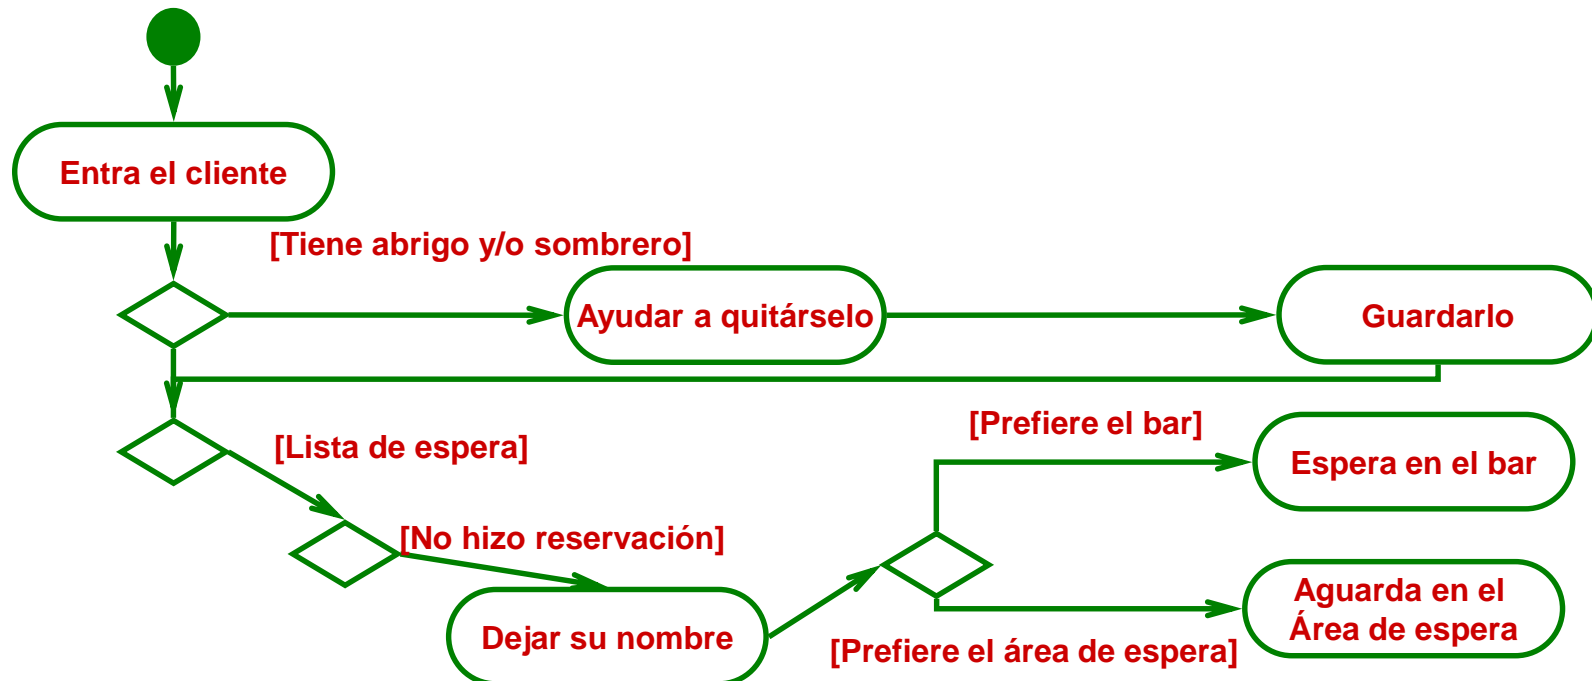 Entra el cliente
[Tiene abrigo y/o sombrero]
Ayudar a quitárselo
Guardarlo
[Lista de espera]
[Prefiere el bar]
Espera en el bar
[No hizo reservación]
Dejar su nombre
[Prefiere el área de espera]
Aguarda en el
Área de espera